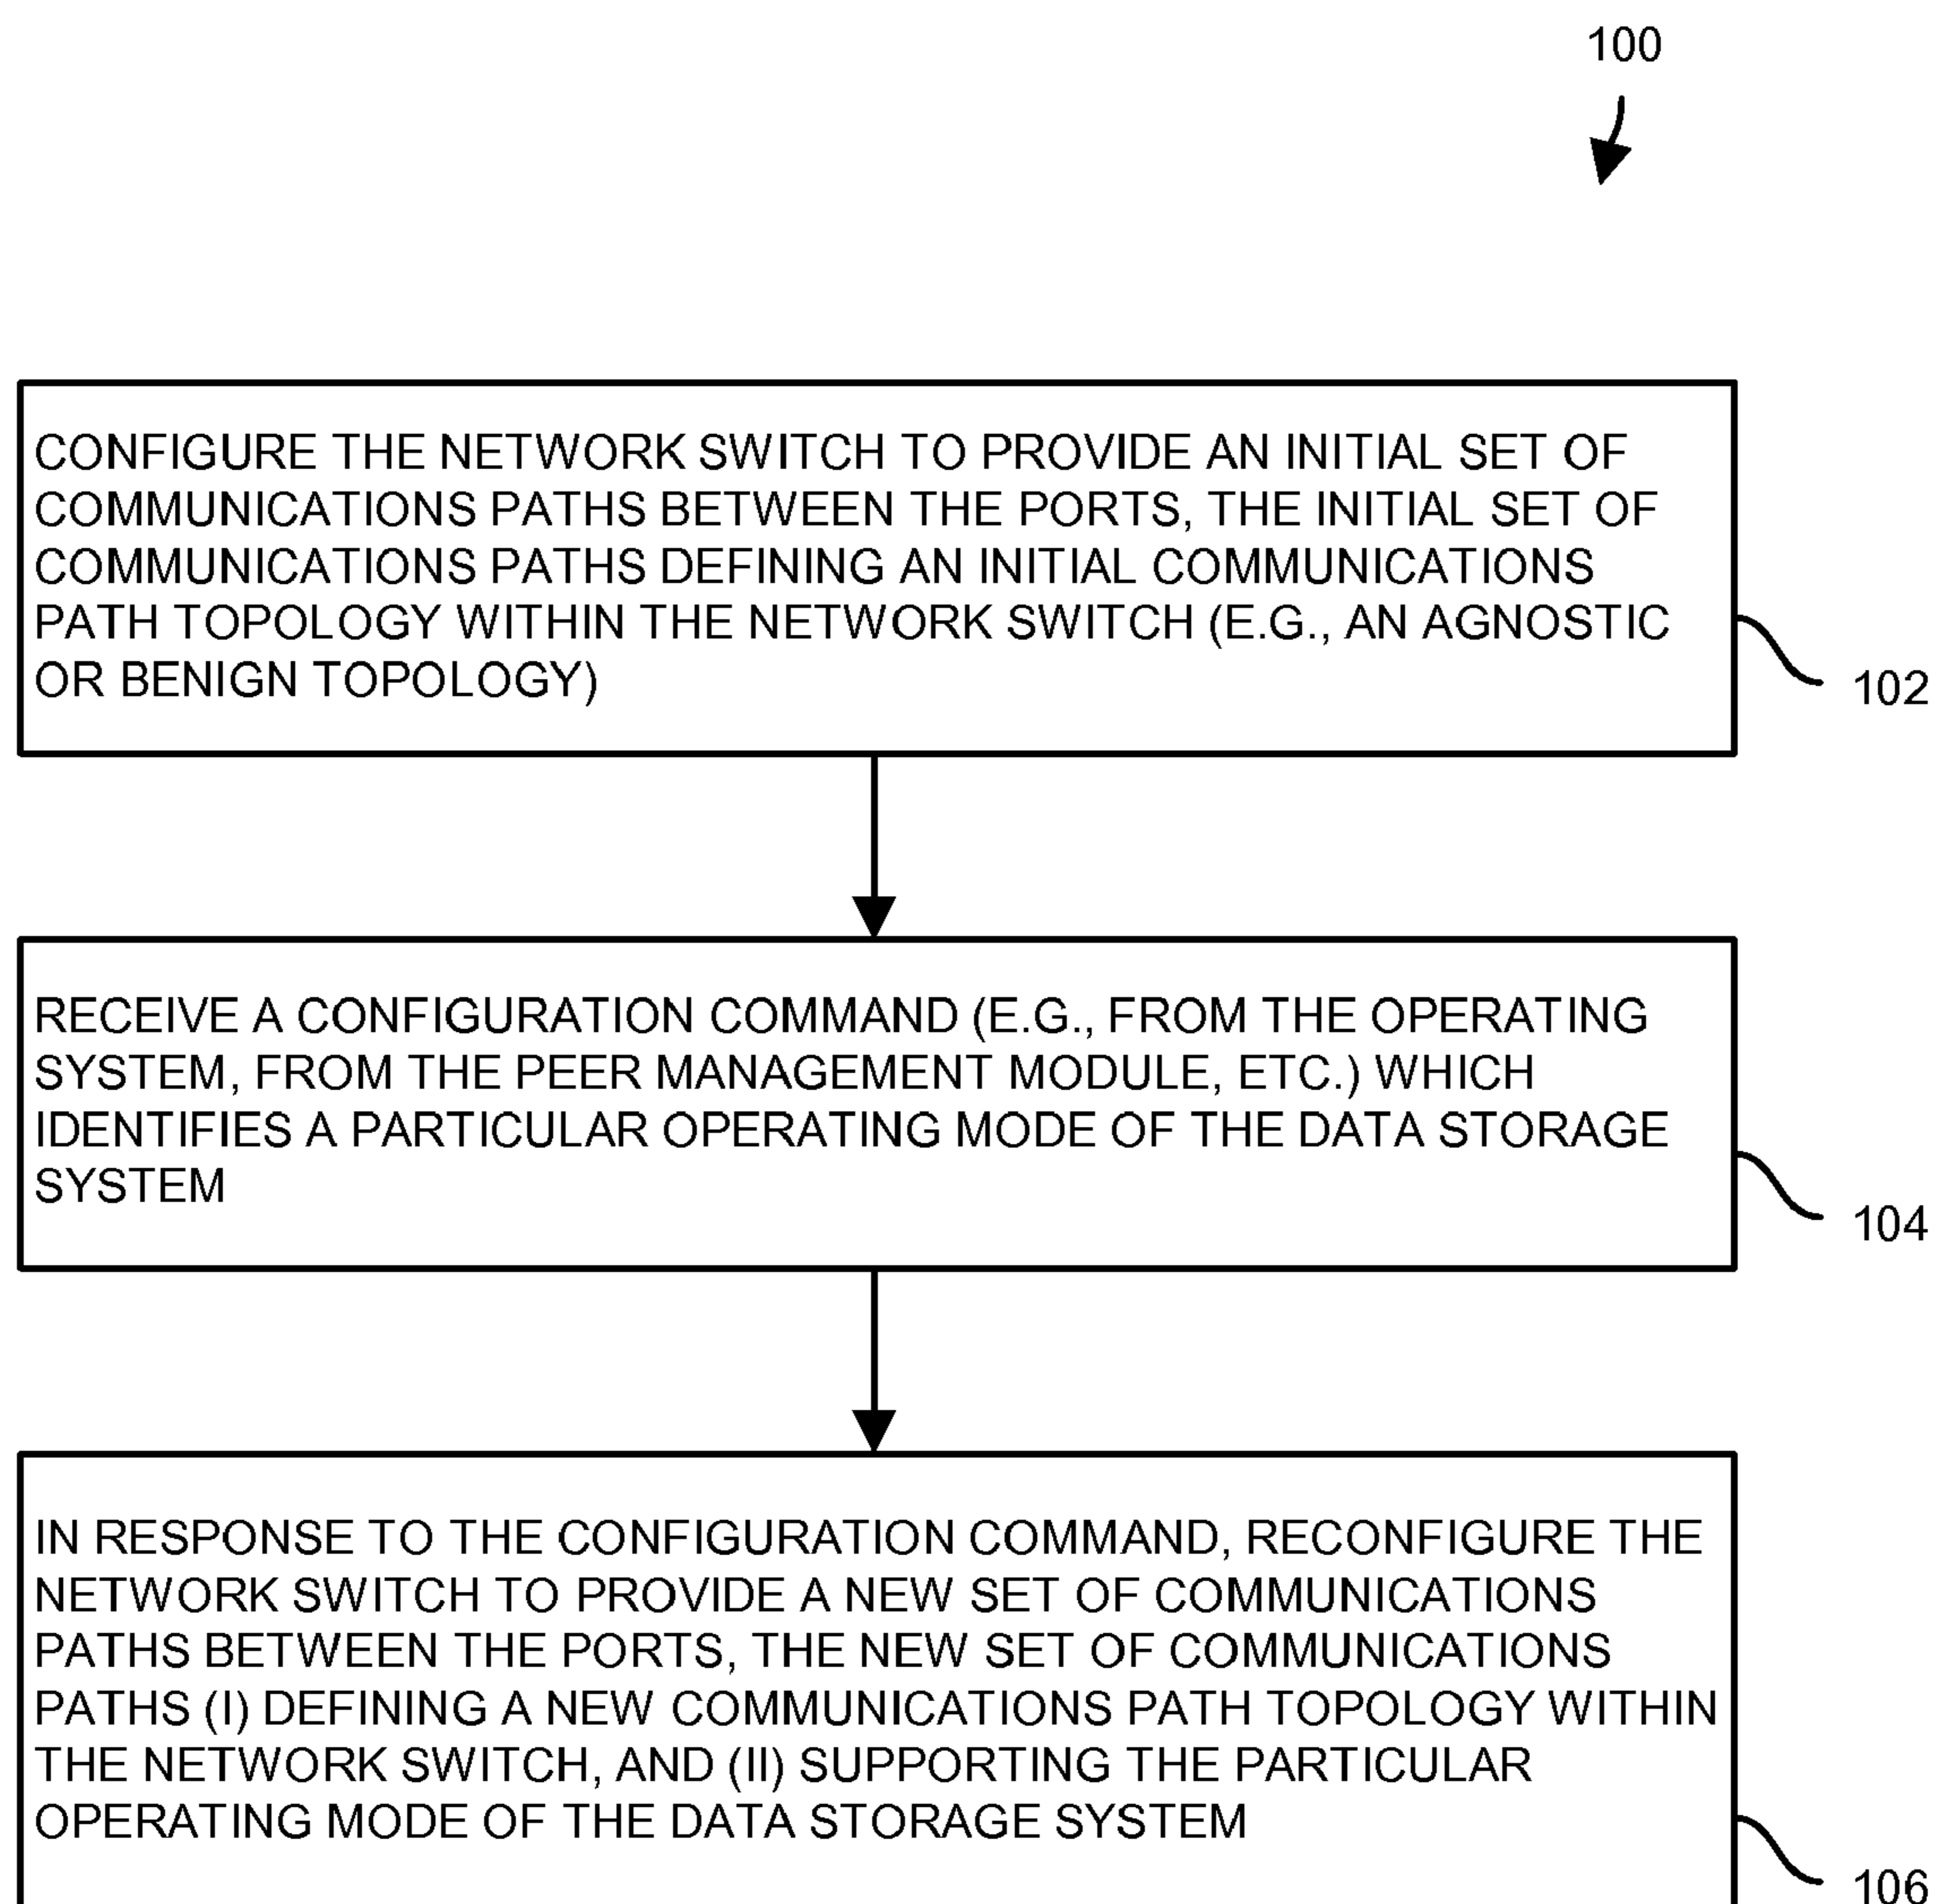 100
CONFIGURE THE NETWORK SWITCH TO PROVIDE AN INITIAL SET OF
COMMUNICATIONS PATHS BETWEEN THE PORTS, THE INITIAL SET OF
COMMUNICATIONS PATHS DEFINING AN INITIAL COMMUNICATIONS
PATH TOPOLOGY WITHIN THE NETWORK SWITCH (E.G., AN AGNOSTIC
OR BENIGN TOPOLOGY)
102
RECEIVE A CONFIGURATION COMMAND (E.G., FROM THE OPERATING
SYSTEM, FROM THE PEER MANAGEMENT MODULE, ETC.) WHICH
IDENTIFIES A PARTICULAR OPERATING MODE OF THE DATA STORAGE
SYSTEM
104
IN RESPONSE TO THE CONFIGURATION COMMAND, RECONFIGURE THE
NETWORK SWITCH TO PROVIDE A NEW SET OF COMMUNICATIONS
PATHS BETWEEN THE PORTS, THE NEW SET OF COMMUNICATIONS
PATHS (I) DEFINING A NEW COMMUNICATIONS PATH TOPOLOGY WITHIN
THE NETWORK SWITCH, AND (II) SUPPORTING THE PARTICULAR
OPERATING MODE OF THE DATA STORAGE SYSTEM
106